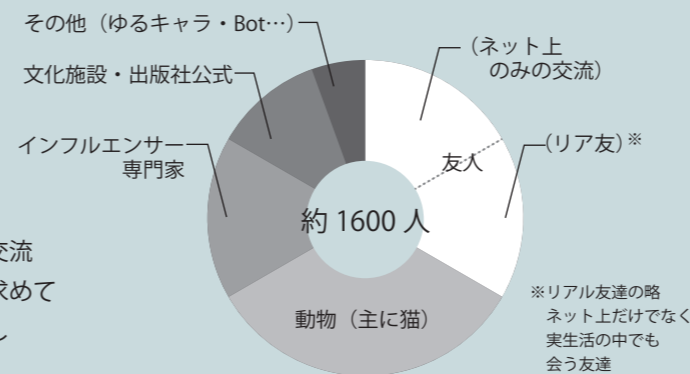 その他（ゆるキャラ・Bot…）
文化施設・出版社公式
インフルエンサー
専門家
（ネット上
のみの交流）
友人
（リア友）※
約 1600 人
動物（主に猫）
交流
求めて
※リアル友達の略
ネット上だけでなく
実生活の中でも
会う友達